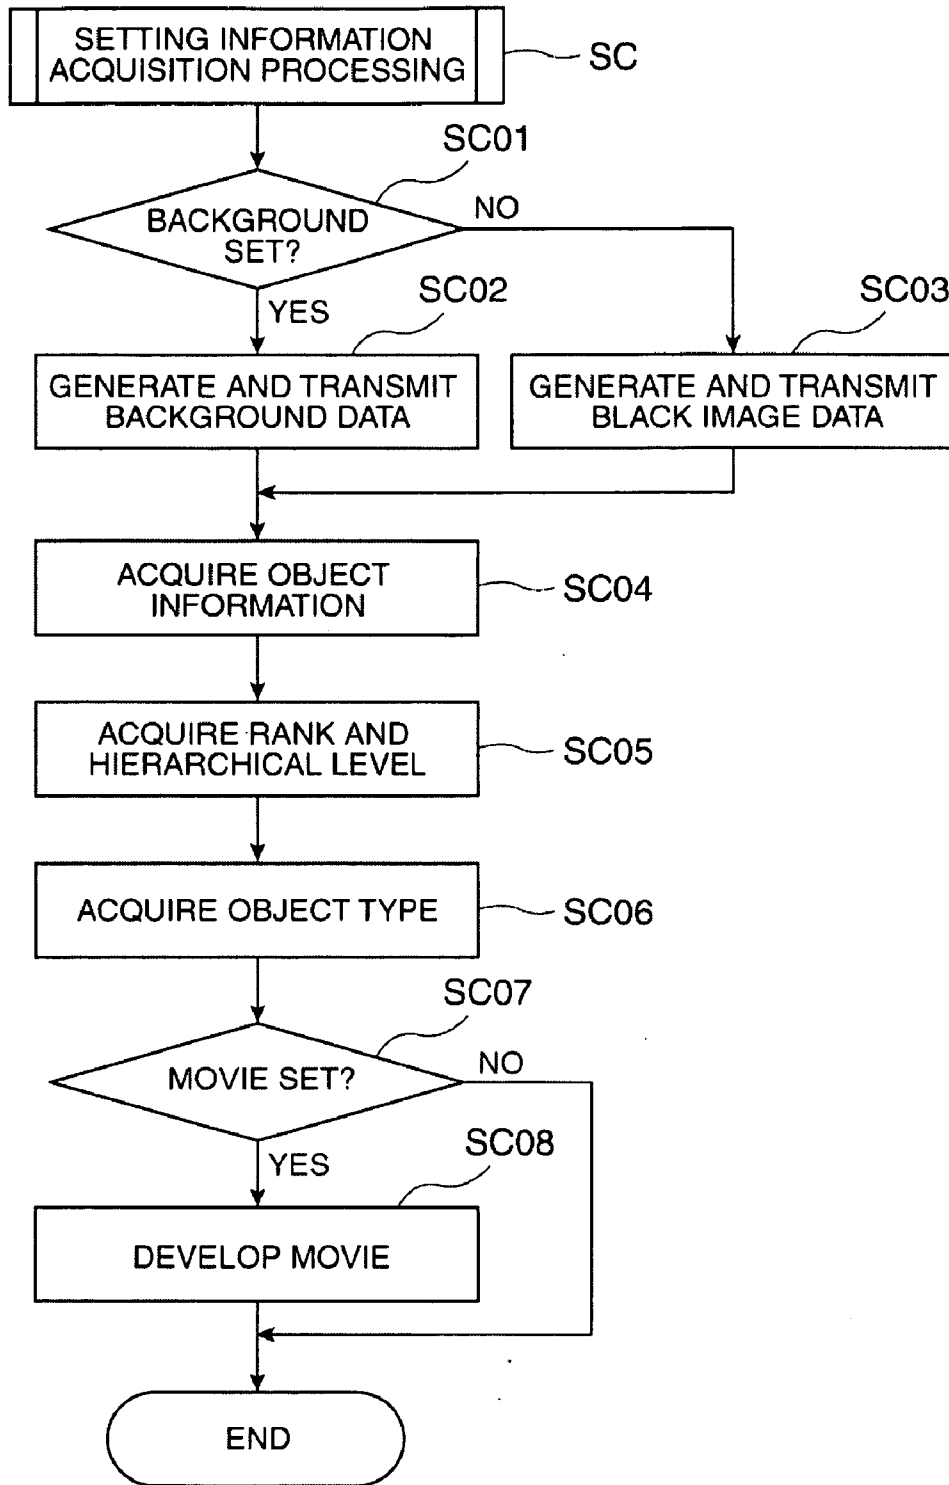 SETTING INFORMATION
ACQUISITION PROCESSING
SC
SC01
BACKGROUND
SET?
NO
YES
SC02
SC03
GENERATE AND TRANSMIT
BACKGROUND DATA
GENERATE AND TRANSMIT
BLACK IMAGE DATA
ACQUIRE OBJECT
INFORMATION
SC04
ACQUIRE RANK AND
HIERARCHICAL LEVEL
SC05
ACQUIRE OBJECT TYPE
SC06
SC07
MOVIE SET?
NO
YES
SC08
DEVELOP MOVIE
END